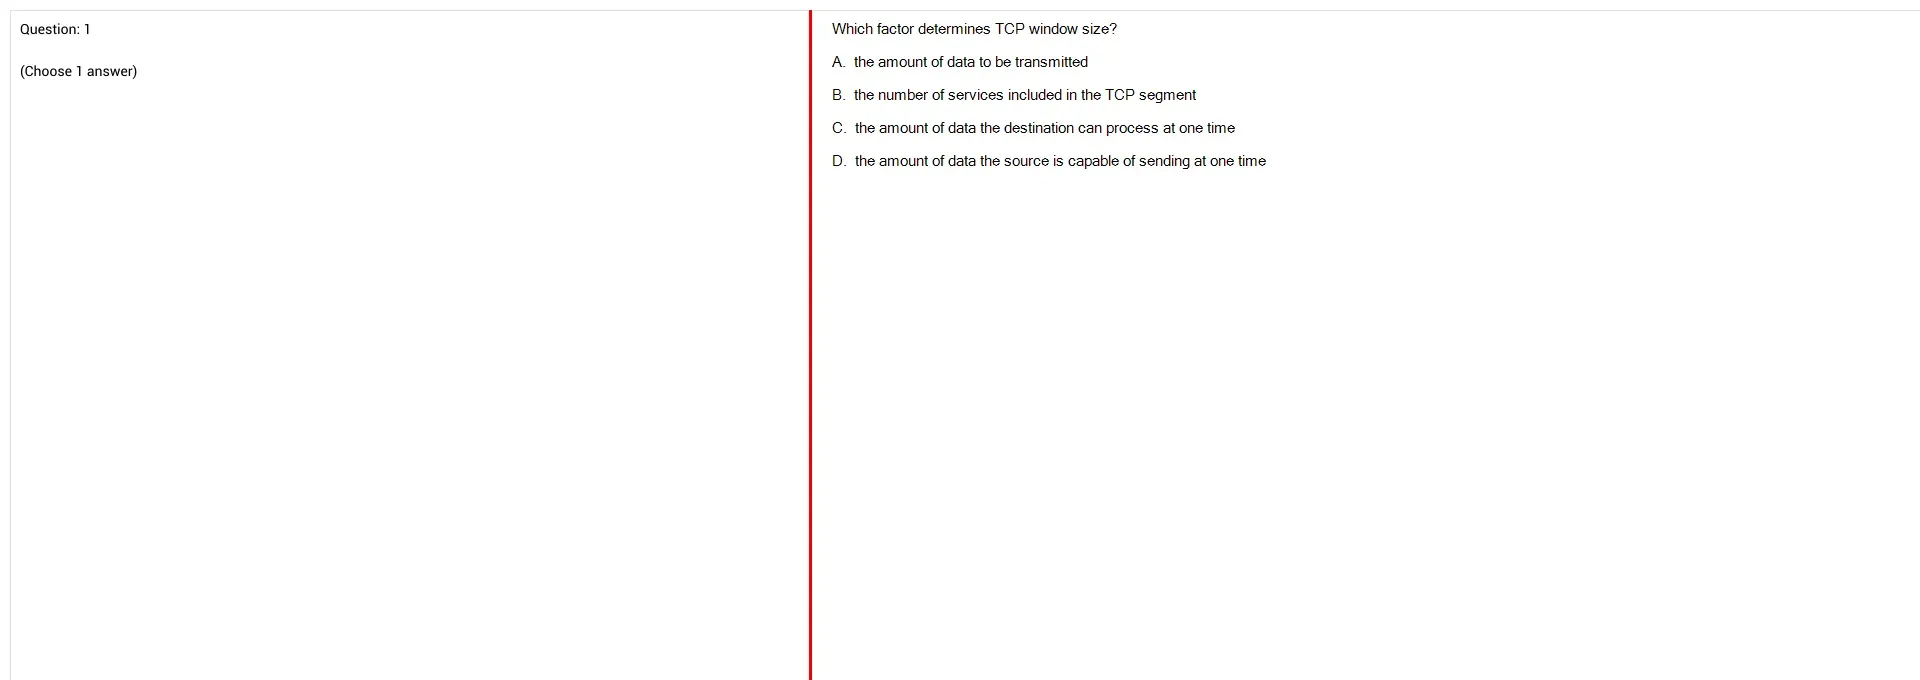 Question: 1
(Choose 1 answer)
Which factor determines TCP window size?
A. the amount of data to be transmitted
B. the number of services included in the TCP segment
C. the amount of data the destination can process at one time
D. the amount of data the source is capable of sending at one time